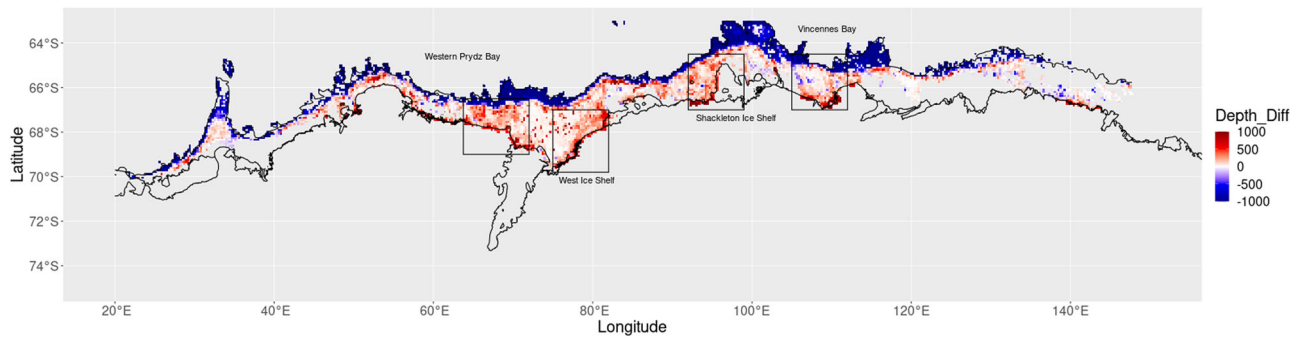 Western Prydz Bay
Vincennes Bay
Shackleton Ice Shelf
West Ice Shelf
64°S
66°S
68°S
70°S
72°S
74°S
Latitude
20°E
40°E
60°E
80°E
100°E
120°E
140°E
Longitude
Depth_Diff
1000
500
0
-500
-1000